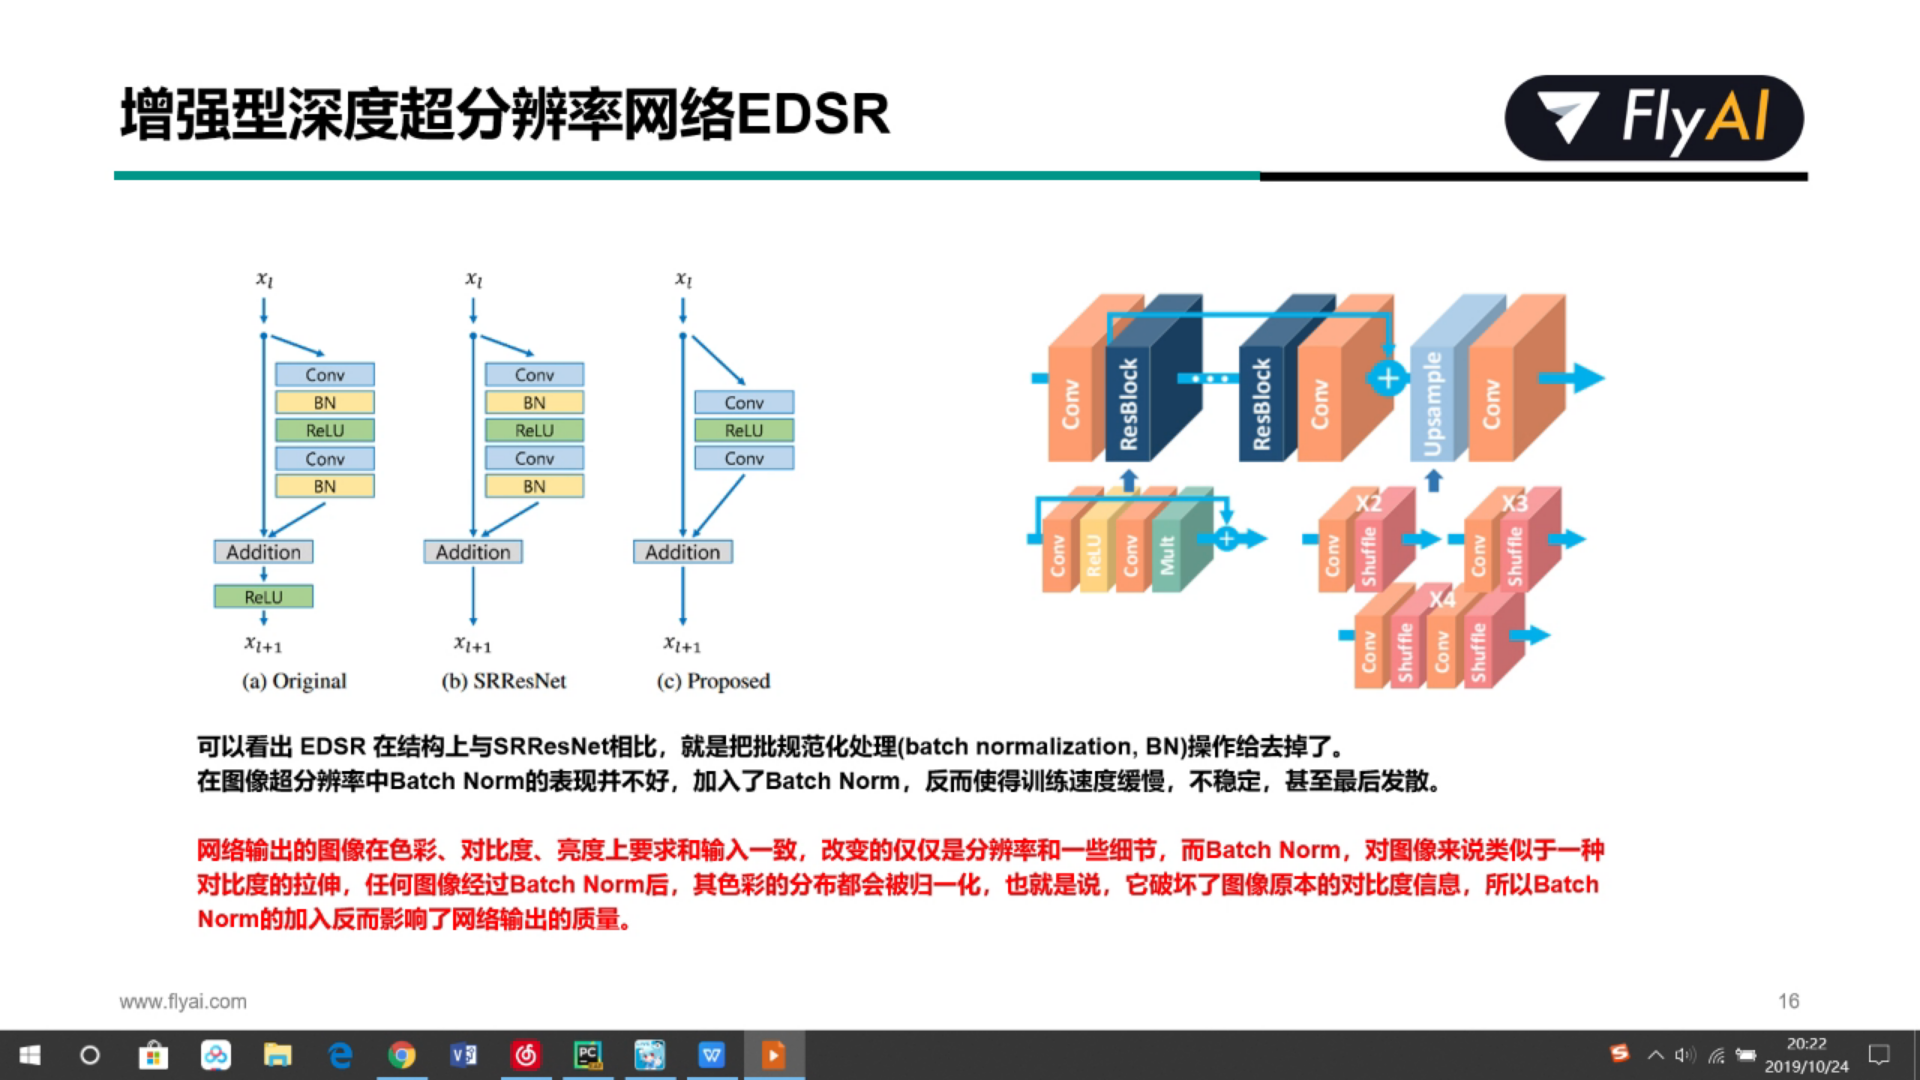 增强型深度超分辨率网络EDSR
FlyAI
x_l
Conv
BN
ReLU
Conv
BN
Addition
ReLU
x_{l+1}
(a) Original
x_l
Conv
BN
ReLU
Conv
BN
Addition
x_{l+1}
(b) SRResNet
x_l
Conv
ReLU
Conv
Addition
x_{l+1}
(c) Proposed
Conv
ResBlock
ResBlock
Conv
Upsample
Conv
Conv
ReLU
Conv
Mult
X2
Conv
Shuffle
X3
Conv
Shuffle
X4
Conv
Shuffle
Conv
Shuffle
可以看出 EDSR 在结构上与SRResNet相比，就是把批规范化处理(batch normalization, BN)操作给去掉了。
在图像超分辨率中Batch Norm的表现并不好，加入了Batch Norm，反而使得训练速度缓慢，不稳定，甚至最后发散。
网络输出的图像在色彩、对比度、亮度上要求和输入一致，改变的仅仅是分辨率和一些细节，而Batch Norm，对图像来说类似于一种
对比度的拉伸，任何图像经过Batch Norm后，其色彩的分布都会被归一化，也就是说，它破坏了图像原本的对比度信息，所以Batch
Norm的加入反而影响了网络输出的质量。
www.flyai.com
16
20:22
2019/10/24